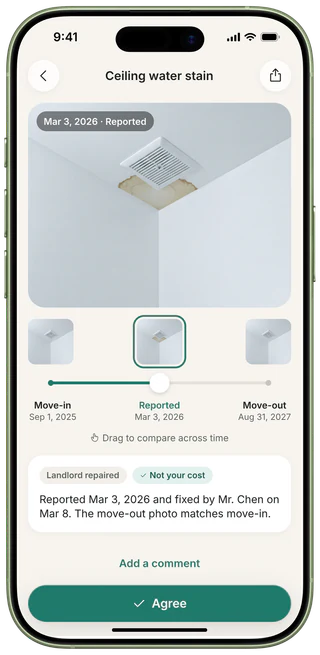 9:41
Ceiling water stain
Mar 3, 2026 · Reported
Move-in
Sep 1, 2025
Reported
Mar 3, 2026
Move-out
Aug 31, 2027
Drag to compare across time
Landlord repaired
Not your cost
Reported Mar 3, 2026 and fixed by Mr. Chen on
Mar 8. The move-out photo matches move-in.
Add a comment
Agree